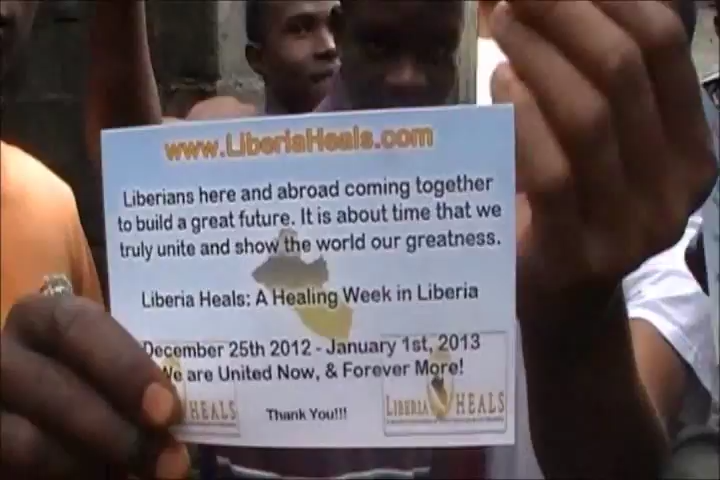 www.LiberiaHeals.com
Liberians here and abroad coming together
to build a great future. It is about time that we
truly unite and show the world our greatness.
Liberia Heals: A Healing Week in Liberia
December 25th 2012 - January 1st, 2013
We are United Now, & Forever More!
HEALS
Thank You!!!
LIBERIA HEALS